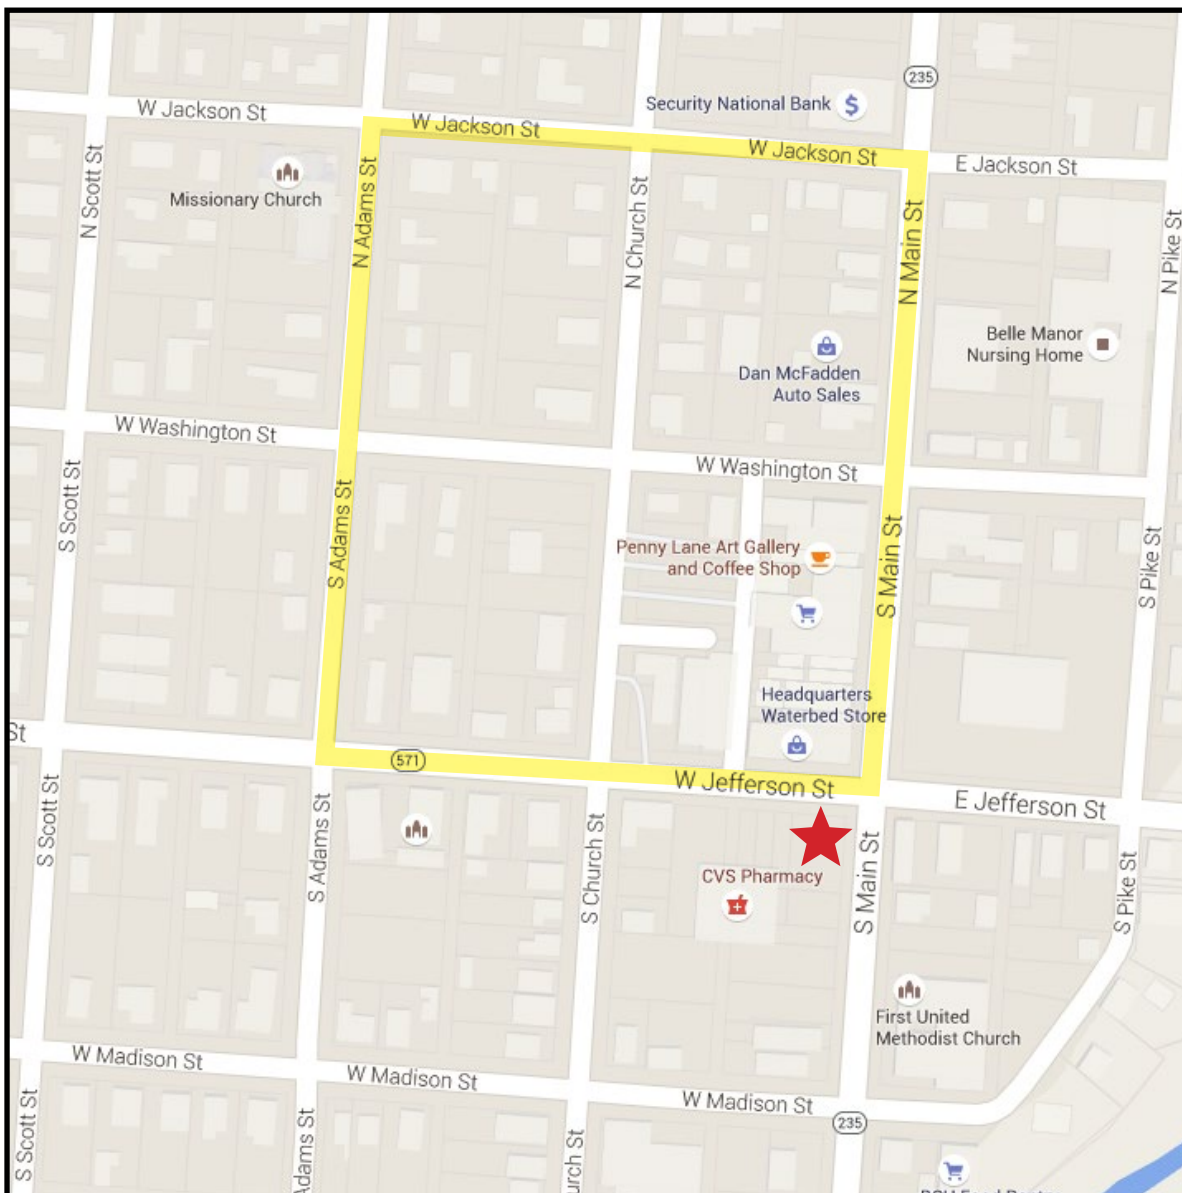 235
Security National Bank
W Jackson St
W Jackson St
W Jackson St
E Jackson St
N Scott St
Missionary Church
N Adams St
N Church St
N Main St
N Pike St
Belle Manor
Nursing Home
Dan McFadden
Auto Sales
W Washington St
W Washington St
S Scott St
S Adams St
Penny Lane Art Gallery
and Coffee Shop
S Main St
S Pike St
Headquarters
Waterbed Store
St
571
W Jefferson St
E Jefferson St
S Scott St
S Adams St
S Church St
CVS Pharmacy
S Main St
S Pike St
First United
Methodist Church
W Madison St
W Madison St
W Madison St
235
S Scott St
Adams St
urch St